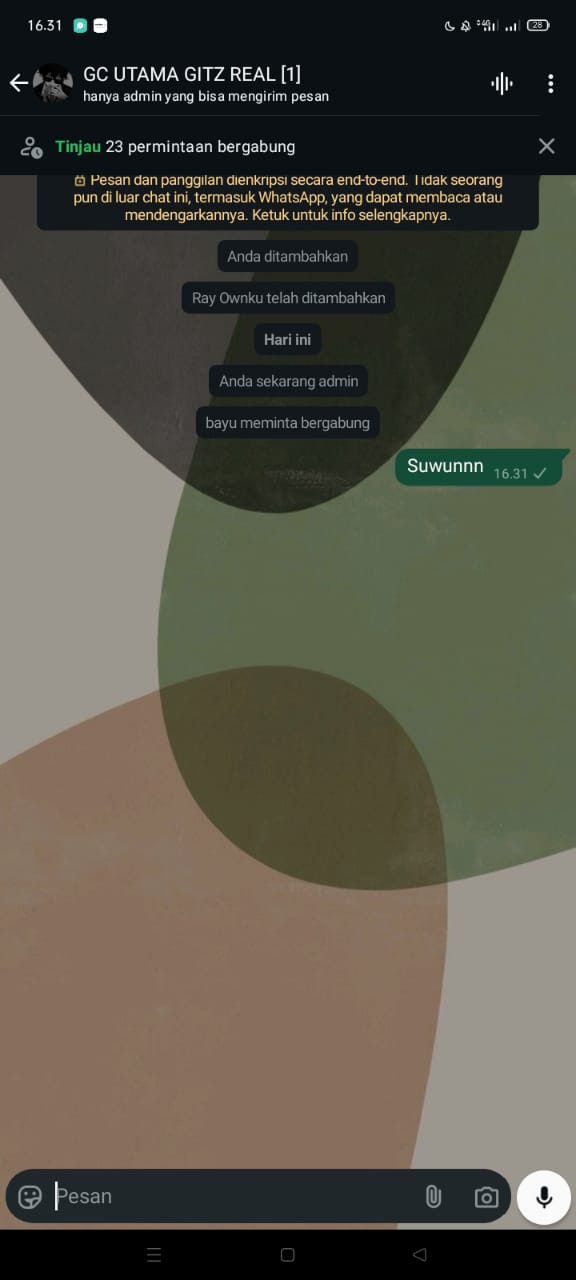 16.31
4G
28
GC UTAMA GITZ REAL [1]
hanya admin yang bisa mengirim pesan
Tinjau 23 permintaan bergabung
Pesan dan panggilan dienkripsi secara end-to-end. Tidak seorang
pun di luar chat ini, termasuk WhatsApp, yang dapat membaca atau
mendengarkannya. Ketuk untuk info selengkapnya.
Anda ditambahkan
Ray Ownku telah ditambahkan
Hari ini
Anda sekarang admin
bayu meminta bergabung
Suwunnn 16.31
Pesan